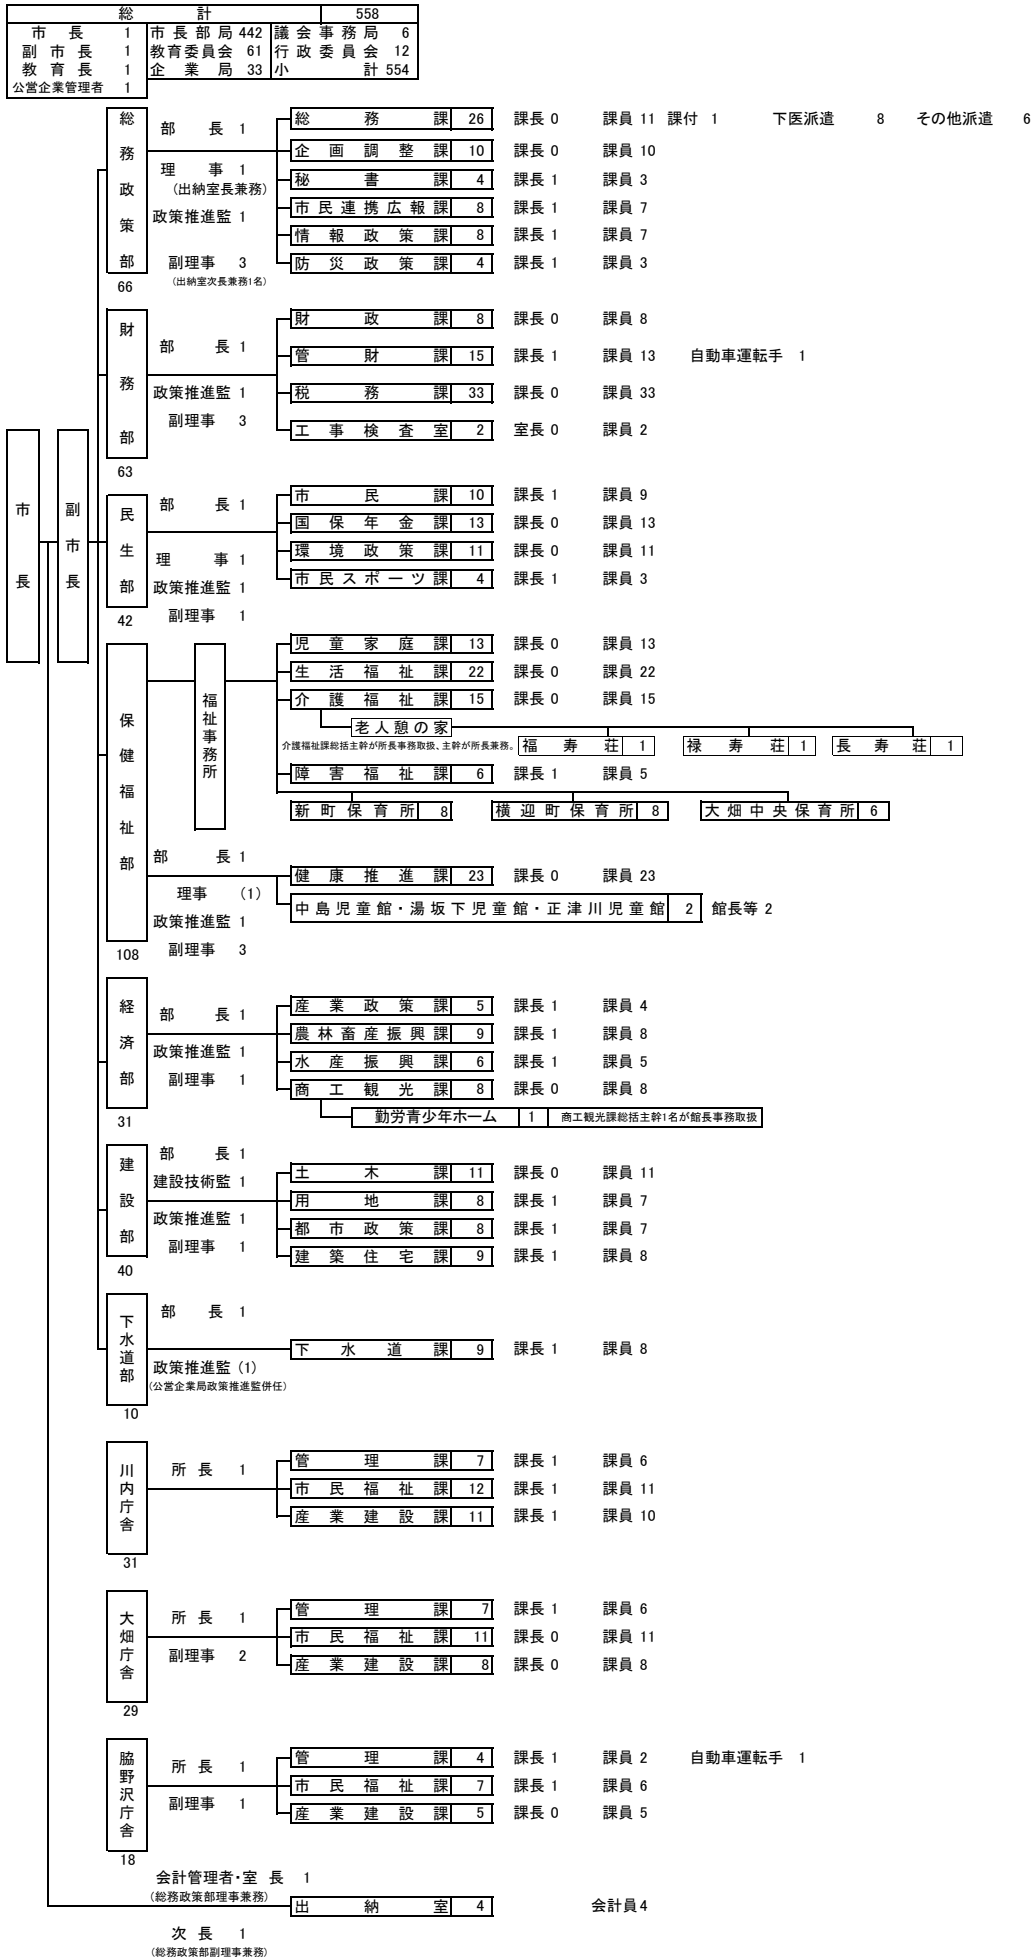 総計 558
市長 1 市長部局 442 議会事務局 6
副市長 1 教育委員会 61 行政委員会 12
教育長 1 企業局 33 小計 554
公営企業管理者 1
市長
副市長
総務政策部
66
部長 1
理事 1
(出納室長兼務)
政策推進監 1
副理事 3
(出納室次長兼務1名)
総務課 26 課長 0 課員 11 課付 1 下医派遣 8 その他派遣 6
企画調整課 10 課長 0 課員 10
秘書課 4 課長 1 課員 3
市民連携広報課 8 課長 1 課員 7
情報政策課 8 課長 1 課員 7
防災政策課 4 課長 1 課員 3
財務部
63
部長 1
政策推進監 1
副理事 3
財政課 8 課長 0 課員 8
管財課 15 課長 1 課員 13 自動車運転手 1
税務課 33 課長 0 課員 33
工事検査室 2 室長 0 課員 2
民生部
42
部長 1
理事 1
政策推進監 1
副理事 1
市民課 10 課長 1 課員 9
国保年金課 13 課長 0 課員 13
環境政策課 11 課長 0 課員 11
市民スポーツ課 4 課長 1 課員 3
保健福祉部
108
福祉事務所
児童家庭課 13 課長 0 課員 13
生活福祉課 22 課長 0 課員 22
介護福祉課 15 課長 0 課員 15
老人憩の家
介護福祉課総括主幹が所長事務取扱、主幹が所長兼務。 福寿荘 1 禄寿荘 1 長寿荘 1
障害福祉課 6 課長 1 課員 5
新町保育所 8 横迎町保育所 8 大畑中央保育所 6
部長 1
理事 (1)
政策推進監 1
副理事 3
健康推進課 23 課長 0 課員 23
中島児童館・湯坂下児童館・正津川児童館 2 館長等 2
経済部
31
部長 1
政策推進監 1
副理事 1
産業政策課 5 課長 1 課員 4
農林畜産振興課 9 課長 1 課員 8
水産振興課 6 課長 1 課員 5
商工観光課 8 課長 0 課員 8
勤労青少年ホーム 1 商工観光課総括主幹1名が館長事務取扱
建設部
40
部長 1
建設技術監 1
政策推進監 1
副理事 1
土木課 11 課長 0 課員 11
用地課 8 課長 1 課員 7
都市政策課 8 課長 1 課員 7
建築住宅課 9 課長 1 課員 8
下水道部
10
部長 1
政策推進監 (1)
(公営企業局政策推進監併任)
下水道課 9 課長 1 課員 8
川内庁舎
31
所長 1
管理課 7 課長 1 課員 6
市民福祉課 12 課長 1 課員 11
産業建設課 11 課長 1 課員 10
大畑庁舎
29
所長 1
副理事 2
管理課 7 課長 1 課員 6
市民福祉課 11 課長 0 課員 11
産業建設課 8 課長 0 課員 8
脇野沢庁舎
18
所長 1
副理事 1
管理課 4 課長 1 課員 2 自動車運転手 1
市民福祉課 7 課長 1 課員 6
産業建設課 5 課長 0 課員 5
会計管理者・室長 1
(総務政策部理事兼務)
出納室 4 会計員 4
次長 1
(総務政策部副理事兼務)